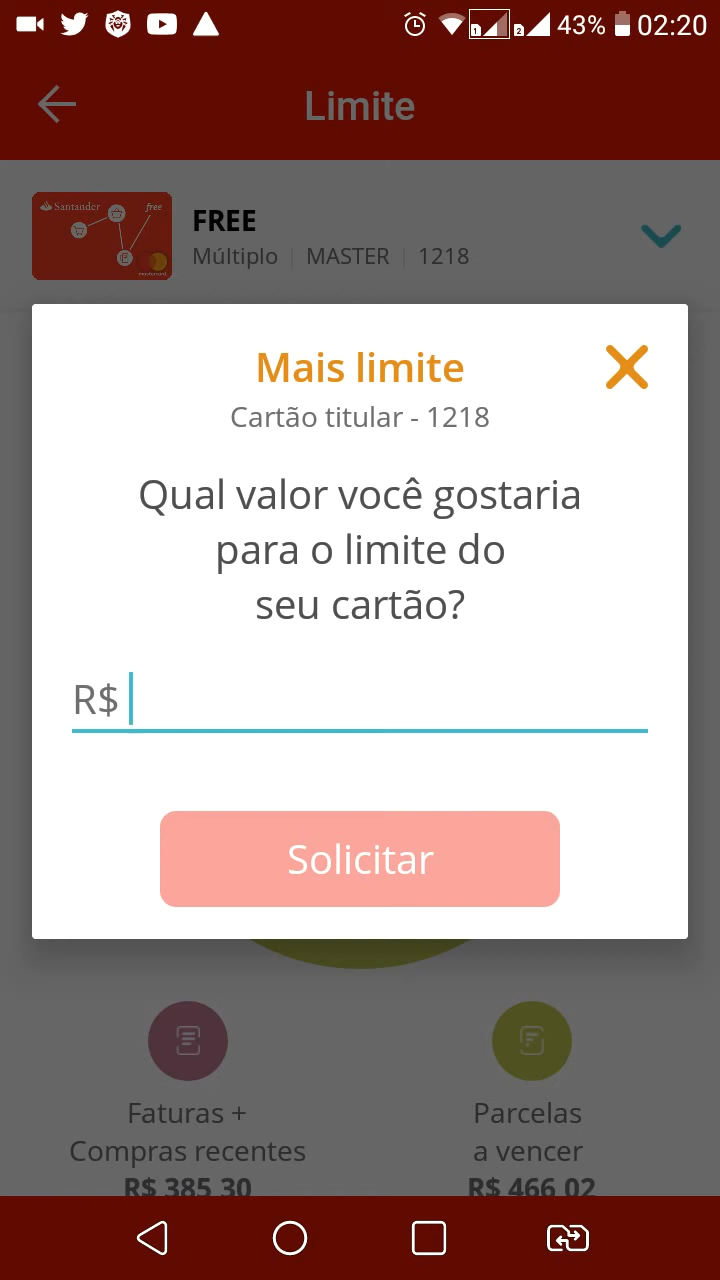 43% 02:20
Limite
Santander free
FREE
Múltiplo MASTER 1218
mastercard
Mais limite
Cartão titular - 1218
Qual valor você gostaria
para o limite do
seu cartão?
R$
Solicitar
Faturas + Parcelas
Compras recentes a vencer
R$ 385,30 R$ 466,02